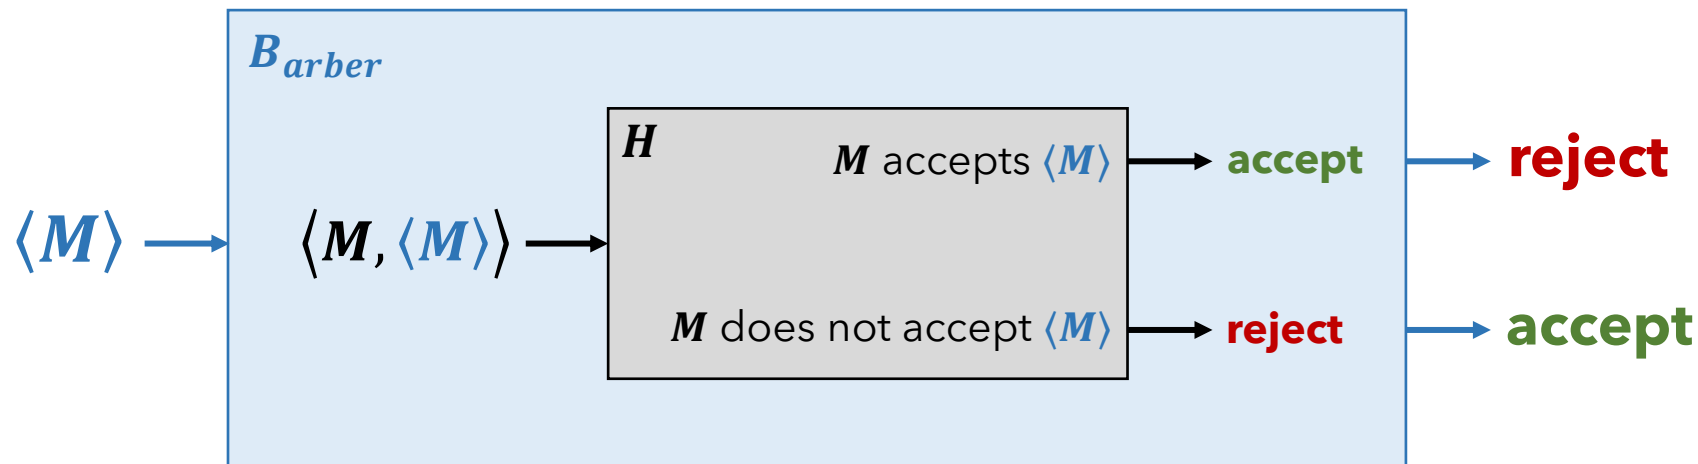 B_arber
H
M accepts ⟨M⟩
accept
reject
⟨M⟩
⟨M, ⟨M⟩⟩
M does not accept ⟨M⟩
reject
accept